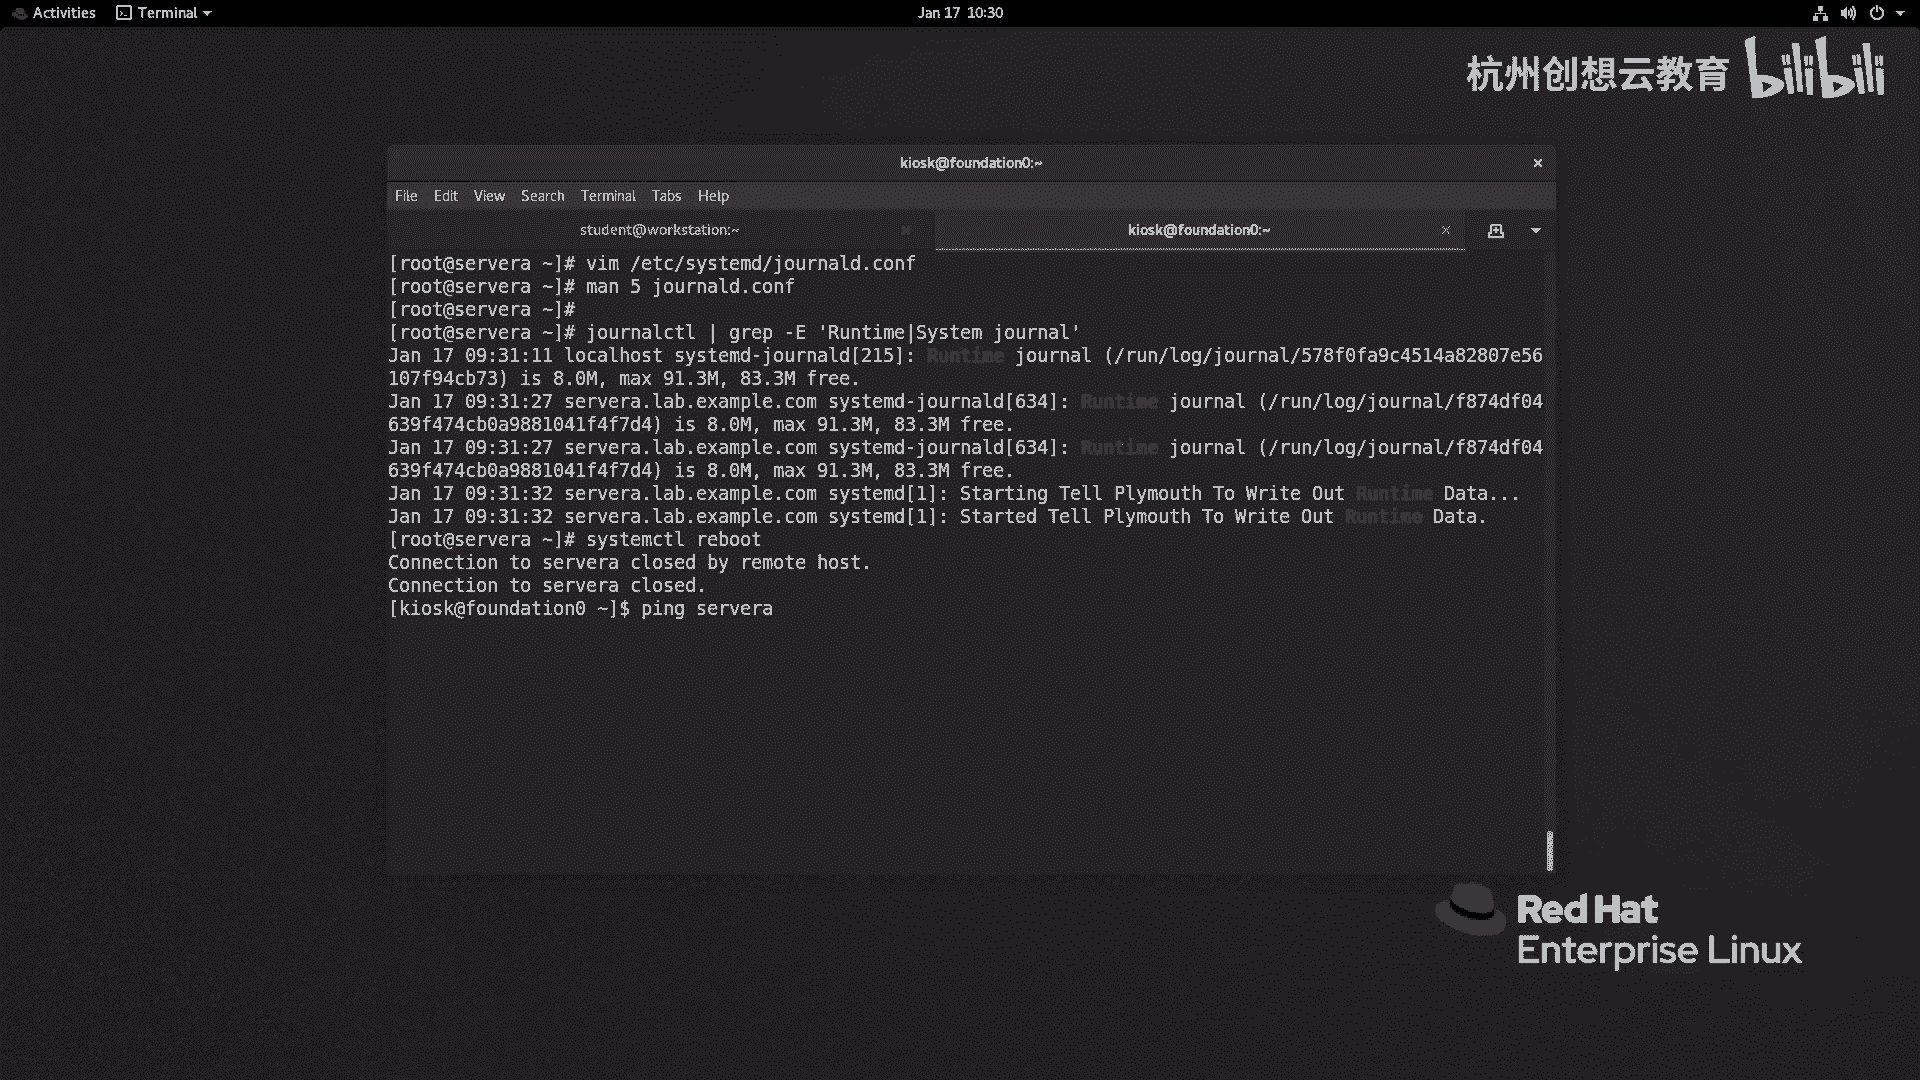 Activities
Terminal
Jan 17 10:30
杭州创想云教育 bilibili
kiosk@foundation0:~
File Edit View Search Terminal Tabs Help
student@workstation:~
kiosk@foundation0:~
[root@servera ~]# vim /etc/systemd/journald.conf
[root@servera ~]# man 5 journald.conf
[root@servera ~]#
[root@servera ~]# journalctl | grep -E 'Runtime|System journal'
Jan 17 09:31:11 localhost systemd-journald[215]: Runtime journal (/run/log/journal/578f0fa9c4514a82807e56
107f94cb73) is 8.0M, max 91.3M, 83.3M free.
Jan 17 09:31:27 servera.lab.example.com systemd-journald[634]: Runtime journal (/run/log/journal/f874df04
639f474cb0a9881041f4f7d4) is 8.0M, max 91.3M, 83.3M free.
Jan 17 09:31:27 servera.lab.example.com systemd-journald[634]: Runtime journal (/run/log/journal/f874df04
639f474cb0a9881041f4f7d4) is 8.0M, max 91.3M, 83.3M free.
Jan 17 09:31:32 servera.lab.example.com systemd[1]: Starting Tell Plymouth To Write Out Runtime Data...
Jan 17 09:31:32 servera.lab.example.com systemd[1]: Started Tell Plymouth To Write Out Runtime Data.
[root@servera ~]# systemctl reboot
Connection to servera closed by remote host.
Connection to servera closed.
[kiosk@foundation0 ~]$ ping servera
Red Hat
Enterprise Linux